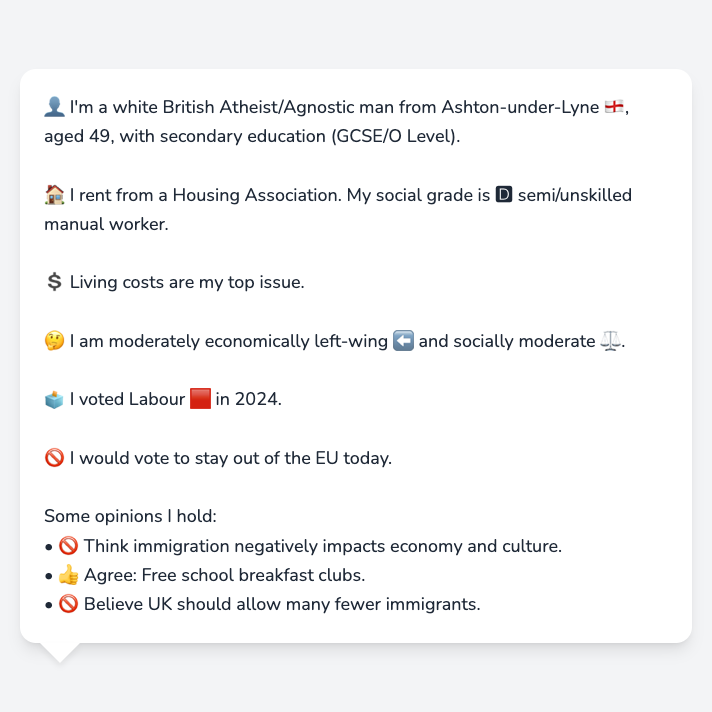 👤 I'm a white British Atheist/Agnostic man from Ashton-under-Lyne 🏴󠁧󠁢󠁥󠁮󠁧󠁿,
aged 49, with secondary education (GCSE/O Level).
🏠 I rent from a Housing Association. My social grade is 🅳 semi/unskilled
manual worker.
💲 Living costs are my top issue.
🤔 I am moderately economically left-wing ⬅️ and socially moderate ⚖️.
🗳️ I voted Labour 🟥 in 2024.
🚫 I would vote to stay out of the EU today.
Some opinions I hold:
• 🚫 Think immigration negatively impacts economy and culture.
• 👍 Agree: Free school breakfast clubs.
• 🚫 Believe UK should allow many fewer immigrants.